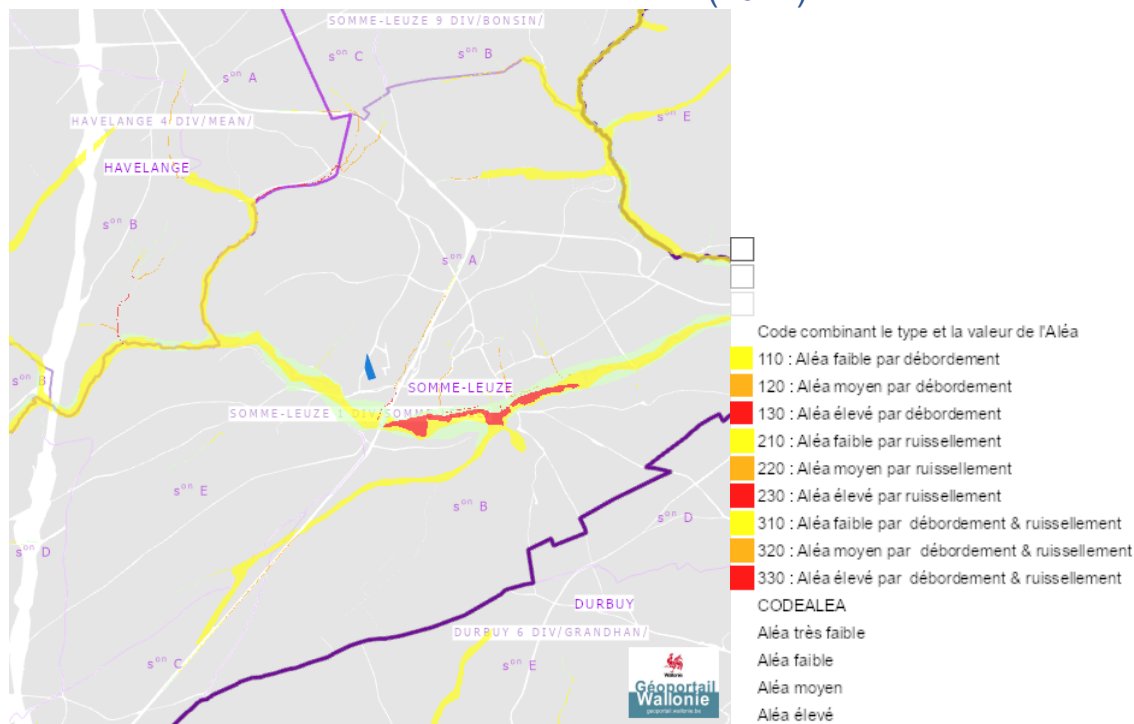 SOMME-LEUZE 9 DIV/BONSIN/
sᵒⁿ C
sᵒⁿ B
sᵒⁿ A
HAVELANGE 4 DIV/MEAN/
sᵒⁿ E
HAVELANGE
sᵒⁿ B
sᵒⁿ A
Code combinant le type et la valeur de l'Aléa
110 : Aléa faible par débordement
120 : Aléa moyen par débordement
130 : Aléa élevé par débordement
210 : Aléa faible par ruissellement
220 : Aléa moyen par ruissellement
230 : Aléa élevé par ruissellement
310 : Aléa faible par débordement & ruissellement
320 : Aléa moyen par débordement & ruissellement
330 : Aléa élevé par débordement & ruissellement
CODEALEA
Aléa très faible
Aléa faible
Aléa moyen
Aléa élevé
sᵒⁿ B
SOMME-LEUZE
SOMME-LEUZE 1 DIV/SOMME
sᵒⁿ E
sᵒⁿ B
sᵒⁿ D
sᵒⁿ D
DURBUY
DURBUY 6 DIV/GRANDHAN/
sᵒⁿ C
sᵒⁿ E
Wallonie
Géoportail
Wallonie
geoportail.wallonie.be